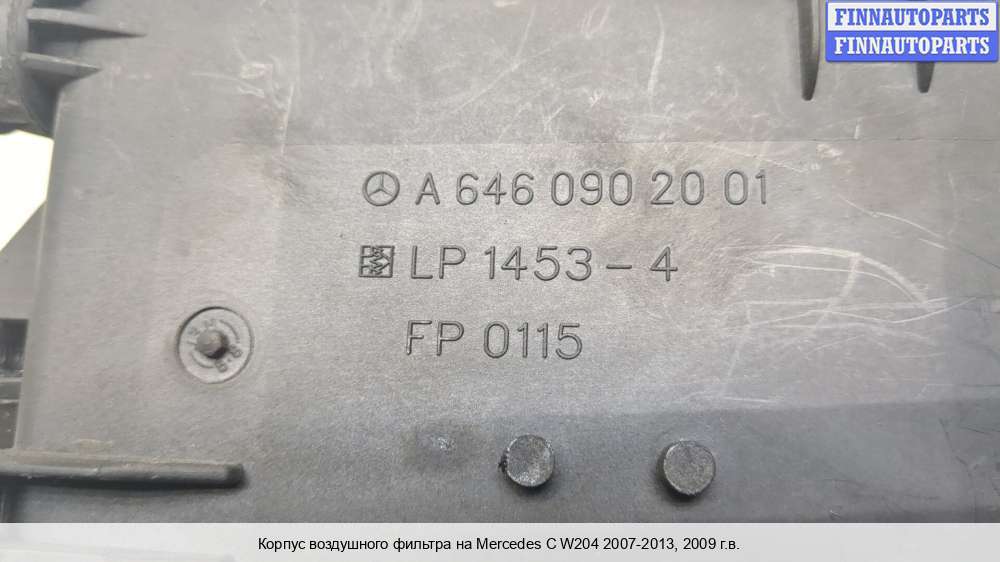 FINNAUTOPARTS
FINNAUTOPARTS
A 646 090 20 01
LP 1453 - 4
FP 0115
Корпус воздушного фильтра на Mercedes C W204 2007-2013, 2009 г.в.